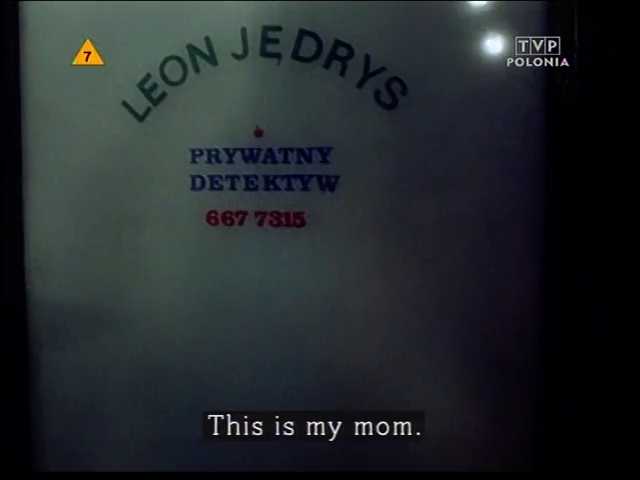 7
TVP
POLONIA
LEON JĘDRYS
PRYWATNY
DETEKTYW
667 7315
This is my mom.